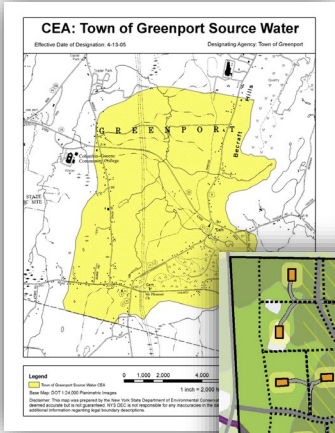 CEA: Town of Greenport Source Water
Effective Date of Designation: 4-13-05
Designating Agency: Town of Greenport
GREENPORT
Becraft
Hills
Columbia-Greene
Community College
STATE
Legend
0 1,000 2,000 4,000
Town of Greenport Source Water CEA
Base Map: DOT 1:24,000 Planimetric Images
1 inch = 2,000
Disclaimer: This map was prepared by the New York State Department of Environmental Conserva
deemed accurate but is not guaranteed. NYS DEC is not responsible for any inaccuracies in the da
additional information regarding legal boundary descriptions.